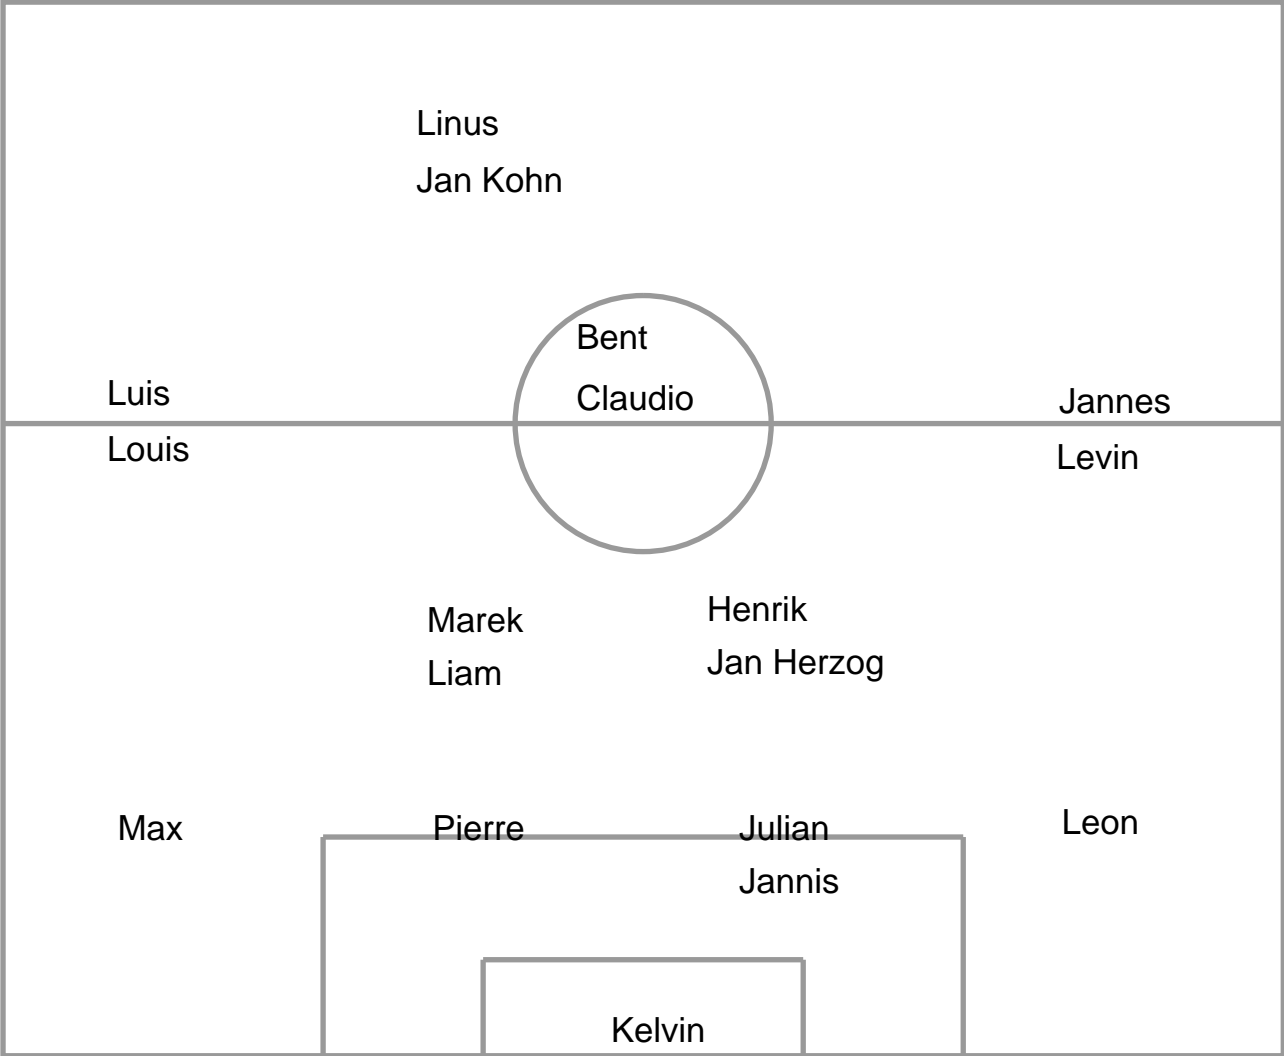 Linus
Jan Kohn
Bent
Claudio
Luis
Louis
Jannes
Levin
Marek
Liam
Henrik
Jan Herzog
Max
Pierre
Julian
Jannis
Leon
Kelvin